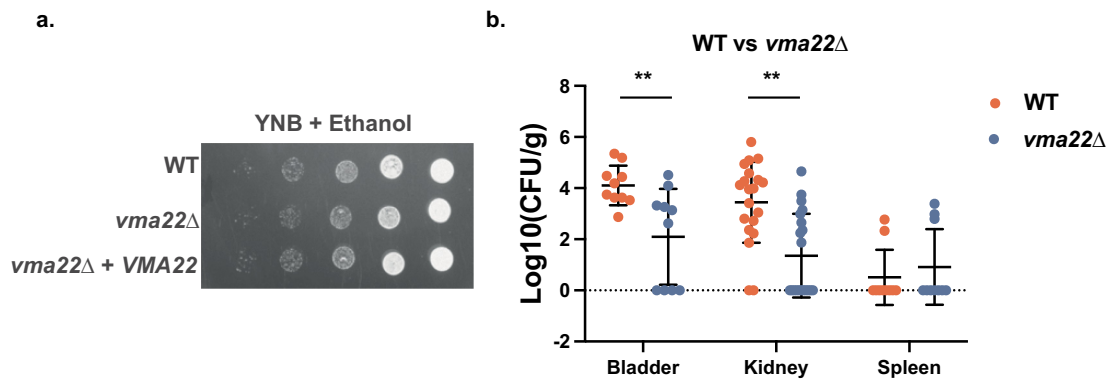 a.
YNB + Ethanol
WT
vma22Δ
vma22Δ + VMA22
b.
WT vs vma22Δ
** **
8
6
4
2
0
-2
Log10(CFU/g)
Bladder Kidney Spleen
WT
vma22Δ